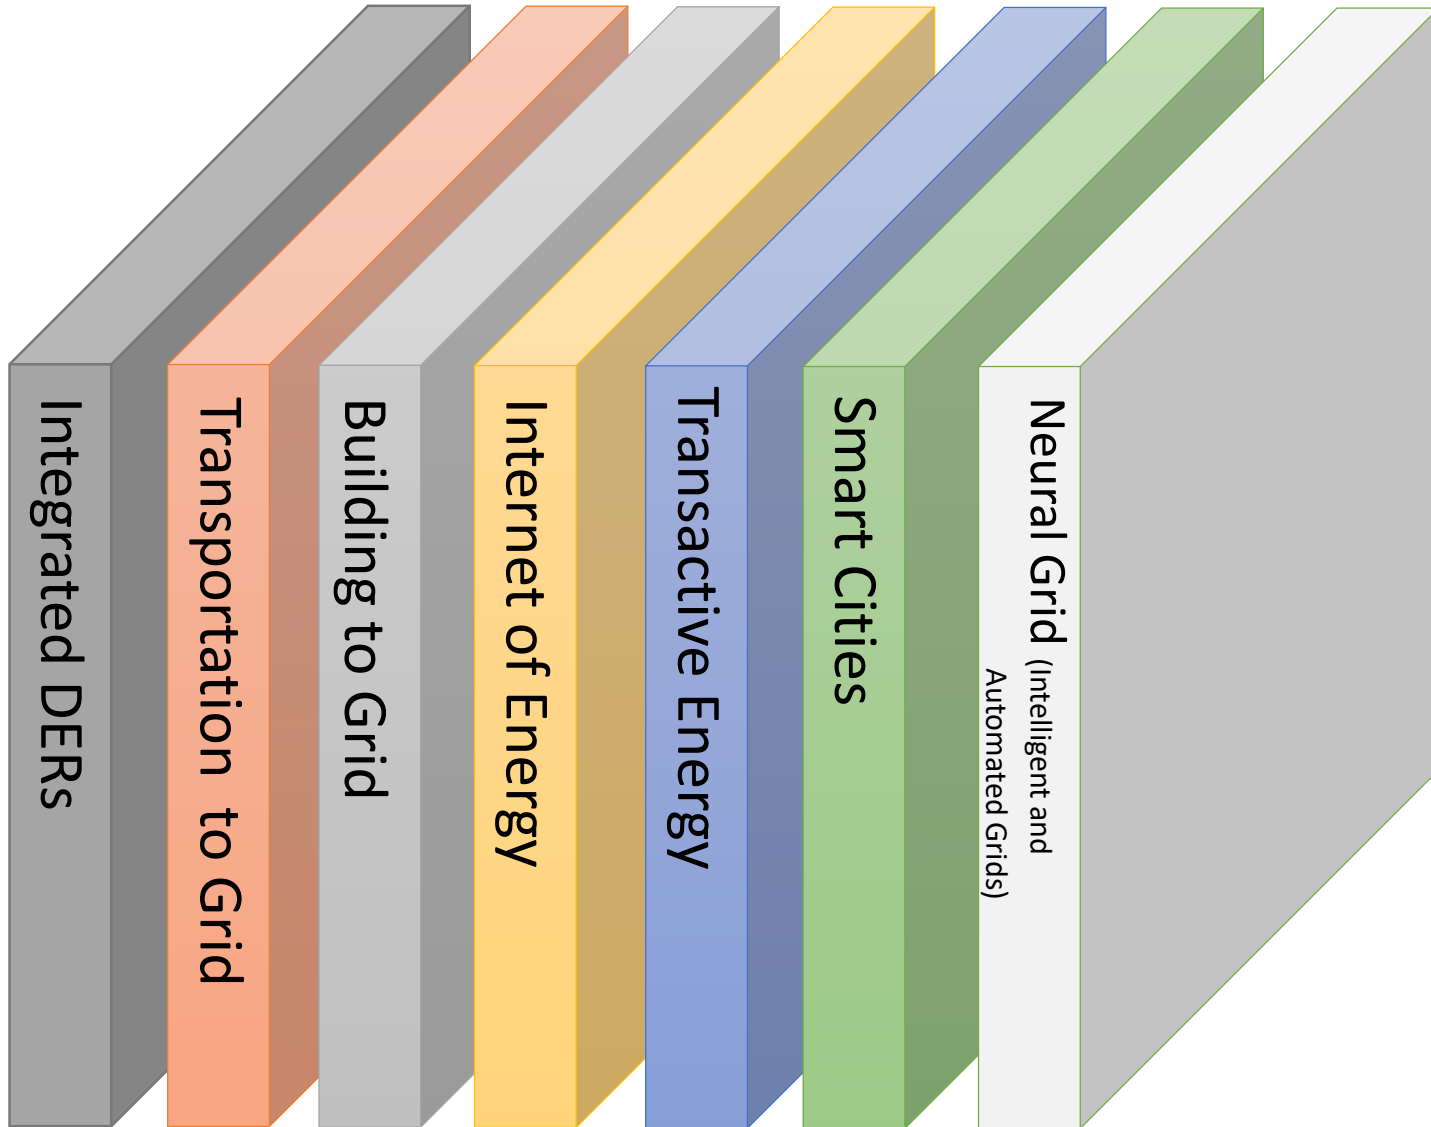 Integrated DERs
Transportation to Grid
Building to Grid
Internet of Energy
Transactive Energy
Smart Cities
Neural Grid (Intelligent and
Automated Grids)